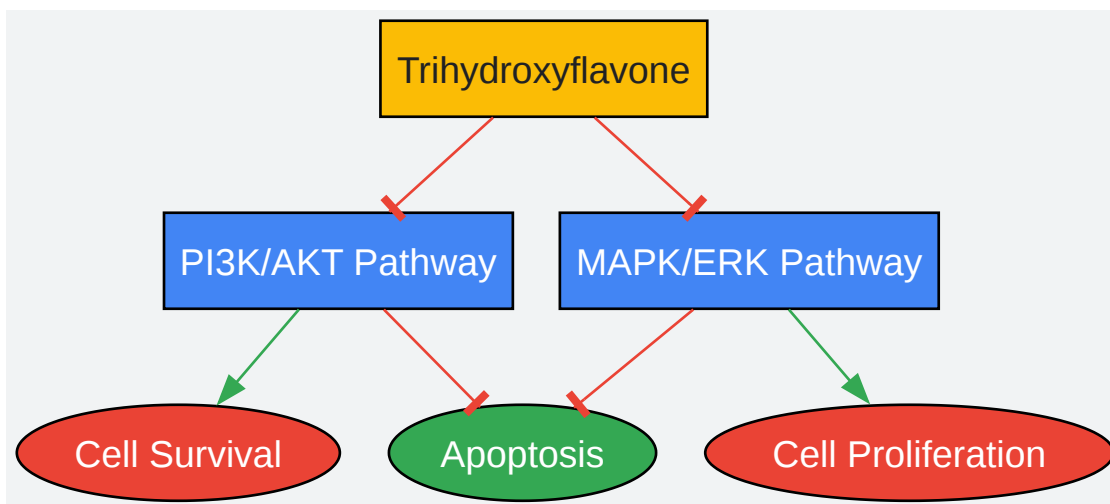 Trihydroxyflavone
PI3K/AKT Pathway
MAPK/ERK Pathway
Cell Survival
Apoptosis
Cell Proliferation